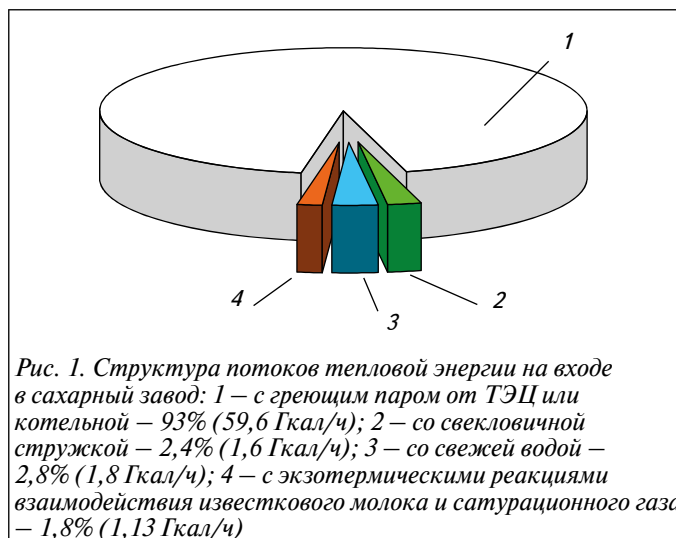 1
4
3
2
Рис. 1. Структура потоков тепловой энергии на входе
в сахарный завод: 1 – с греющим паром от ТЭЦ или
котельной – 93% (59,6 Гкал/ч); 2 – со свекловичной
стружкой – 2,4% (1,6 Гкал/ч); 3 – со свежей водой –
2,8% (1,8 Гкал/ч); 4 – с экзотермическими реакциями
взаимодействия известкового молока и сатурационного газа
– 1,8% (1,13 Гкал/ч)